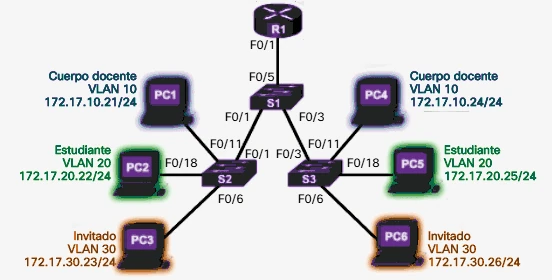 R1
F0/1
F0/5
S1
Cuerpo docente
VLAN 10
172.17.10.21/24
PC1
F0/1
F0/3
PC4
Cuerpo docente
VLAN 10
172.17.10.24/24
F0/11
F0/1
F0/3
F0/11
Estudiante
VLAN 20
172.17.20.22/24
PC2
F0/18
S2
S3
F0/18
PC5
Estudiante
VLAN 20
172.17.20.25/24
F0/6
F0/6
Invitado
VLAN 30
172.17.30.23/24
PC3
PC6
Invitado
VLAN 30
172.17.30.26/24